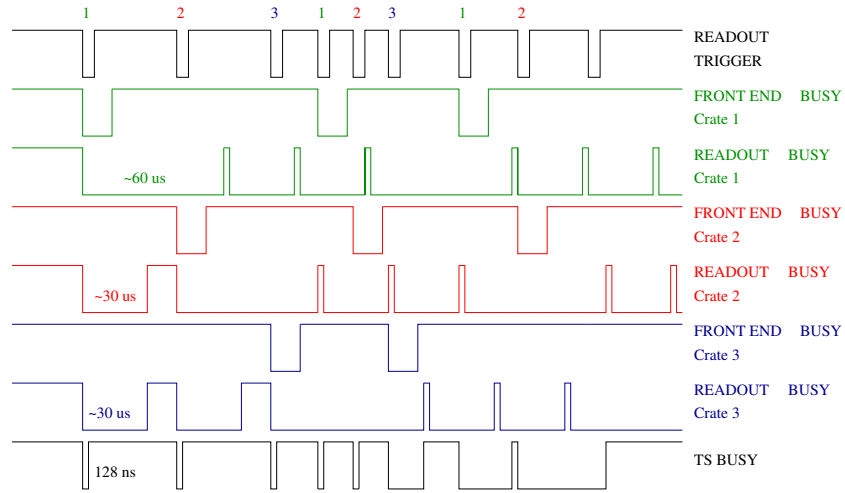 1 2 3 1 2 3 1 2
READOUT
TRIGGER
FRONT END BUSY
Crate 1
READOUT BUSY
Crate 1
~60 us
FRONT END BUSY
Crate 2
READOUT BUSY
Crate 2
~30 us
FRONT END BUSY
Crate 3
READOUT BUSY
Crate 3
~30 us
TS BUSY
128 ns